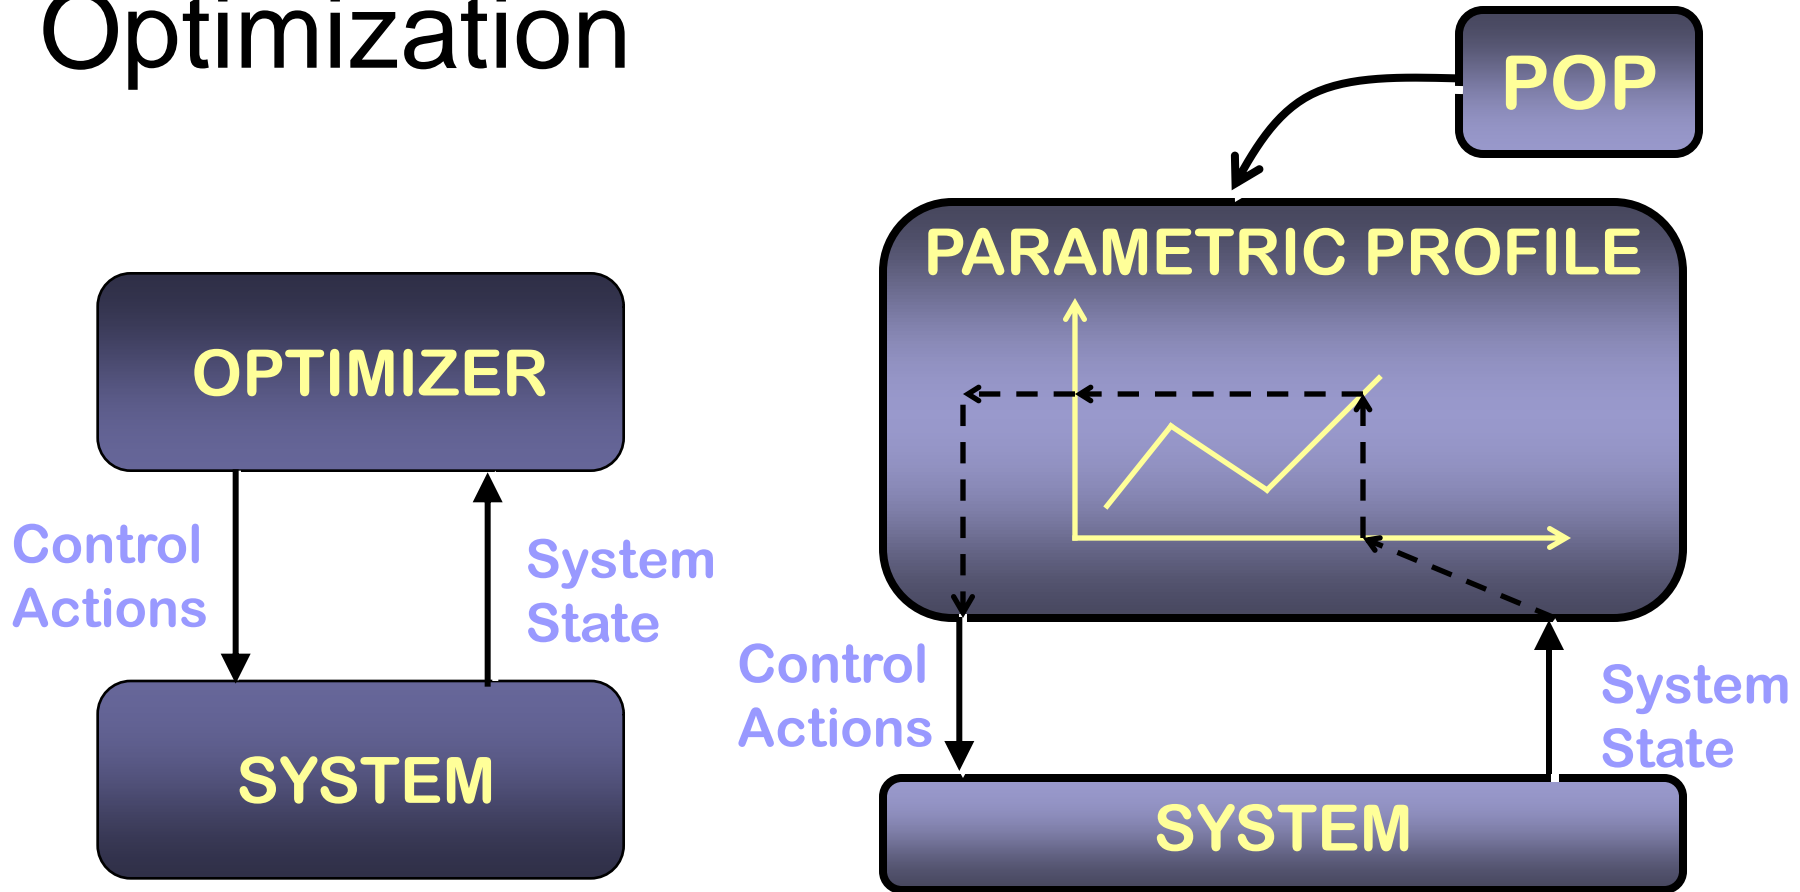 Optimization
OPTIMIZER
Control
Actions
System
State
SYSTEM
POP
PARAMETRIC PROFILE
Control
Actions
System
State
SYSTEM